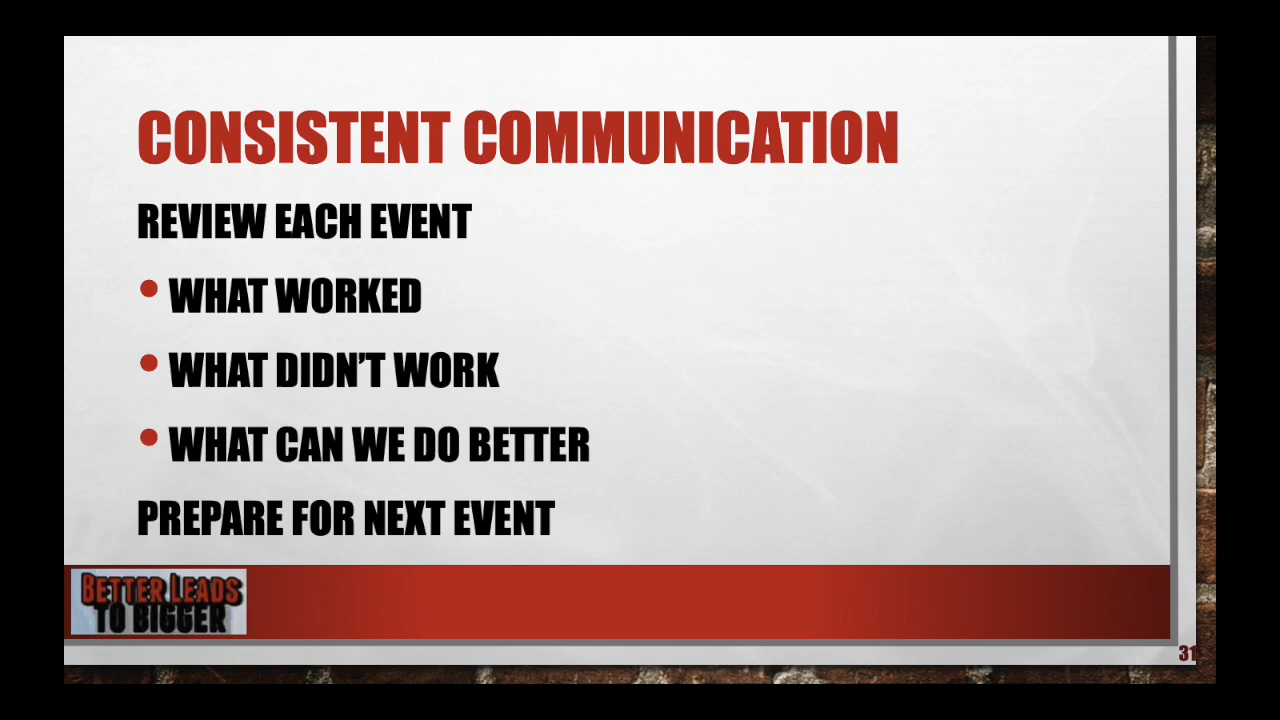 CONSISTENT COMMUNICATION
REVIEW EACH EVENT
• WHAT WORKED
• WHAT DIDN’T WORK
• WHAT CAN WE DO BETTER
PREPARE FOR NEXT EVENT
BETTER LEADS
TO BIGGER
31